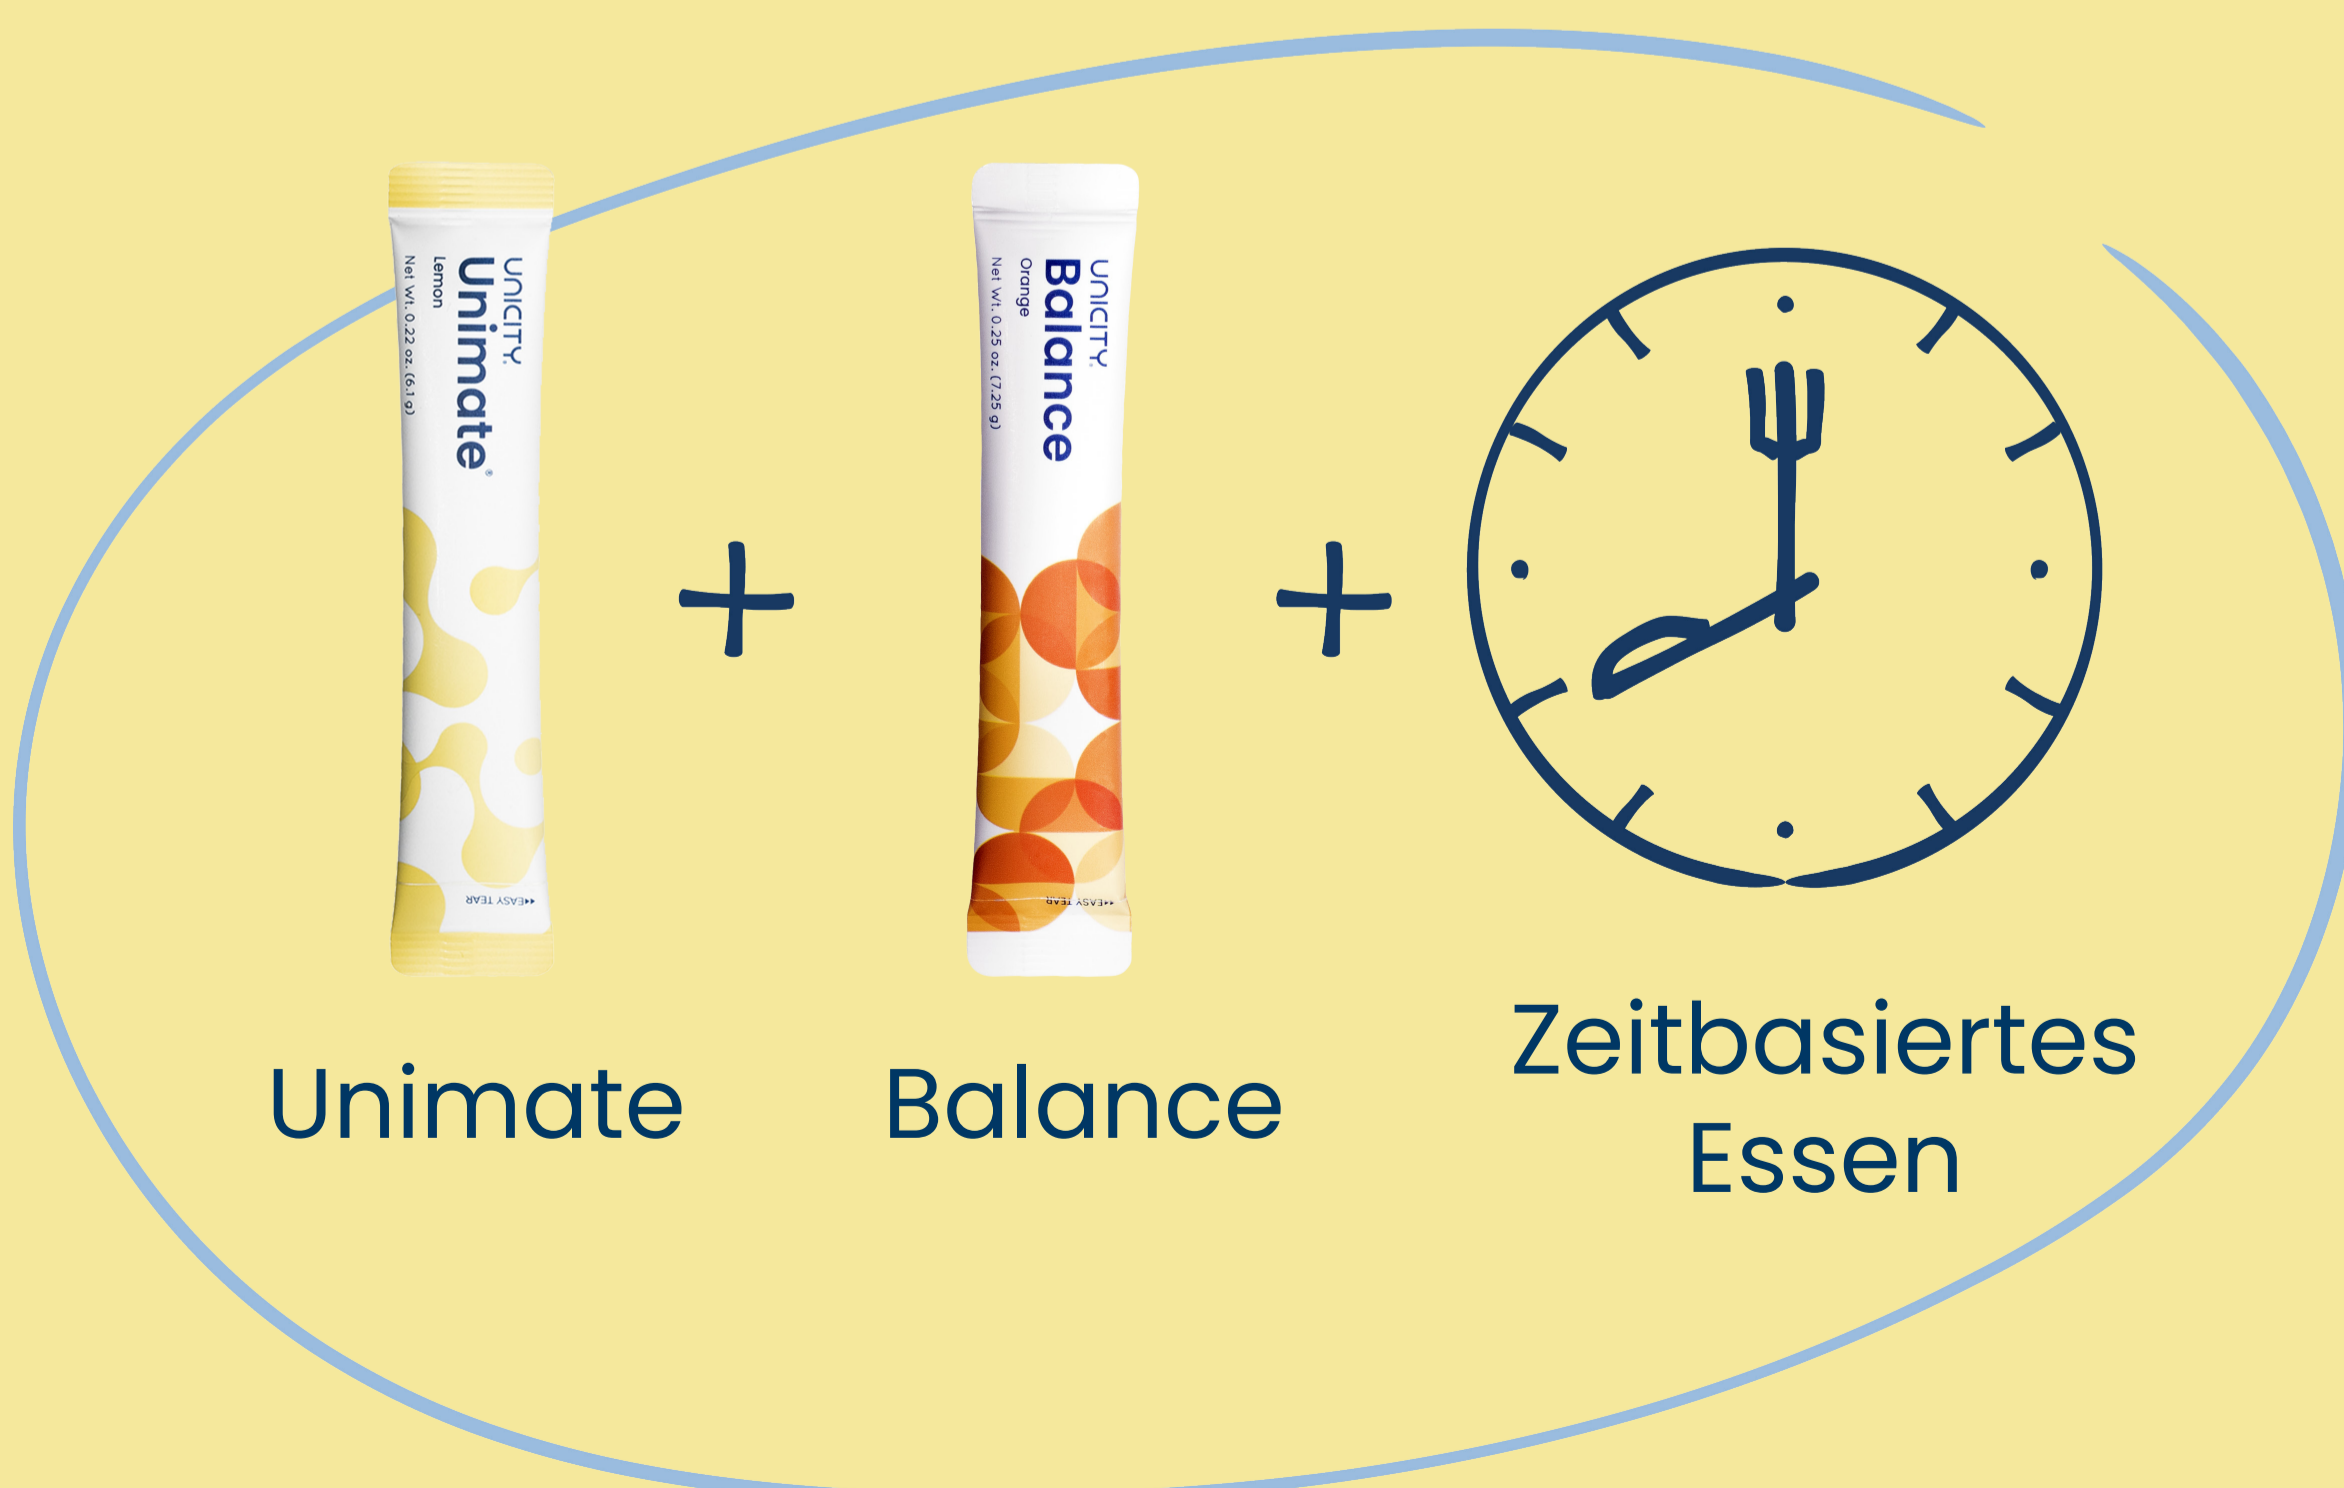 UNICITY.
Unimate®
Lemon
Net Wt. 0.22 oz. (6.1 g)
▸▸EASY TEAR
UNICITY.
Balance
Orange
Net Wt. 0.25 oz. (7.25 g)
▸▸EASY TEAR
+
+
Unimate
Balance
Zeitbasiertes
Essen